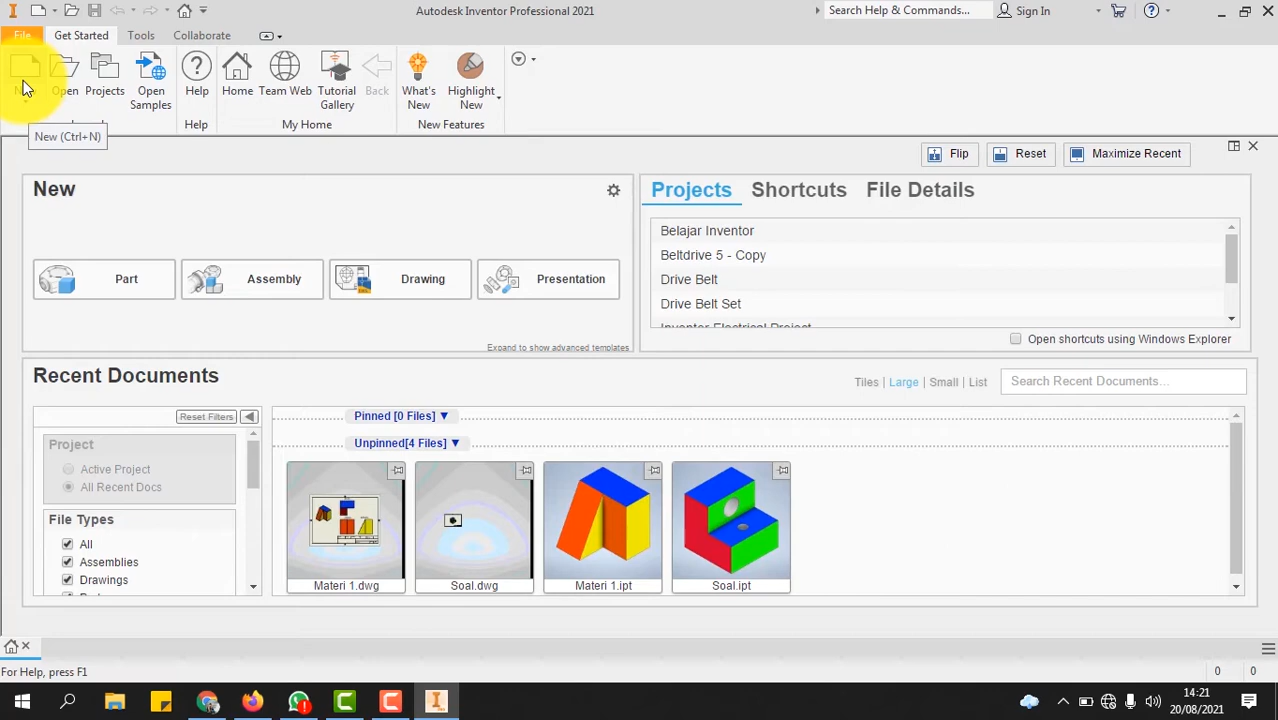 Autodesk Inventor Professional 2021
Search Help & Commands...
Sign In
File
Get Started
Tools
Collaborate
Open
Projects
Open Samples
Help
Home
Team Web
Tutorial Gallery
Back
What's New
Highlight New
Help
My Home
New Features
New (Ctrl+N)
Flip
Reset
Maximize Recent
New
Part
Assembly
Drawing
Presentation
Expand to show advanced templates
Projects
Shortcuts
File Details
Belajar Inventor
Beltdrive 5 - Copy
Drive Belt
Drive Belt Set
Inventor Electrical Project
Open shortcuts using Windows Explorer
Recent Documents
Tiles | Large | Small | List
Search Recent Documents...
Reset Filters
Project
Active Project
All Recent Docs
File Types
All
Assemblies
Drawings
Pinned [0 Files]
Unpinned[4 Files]
Materi 1.dwg
Soal.dwg
Materi 1.ipt
Soal.ipt
For Help, press F1
0
0
14:21
20/08/2021